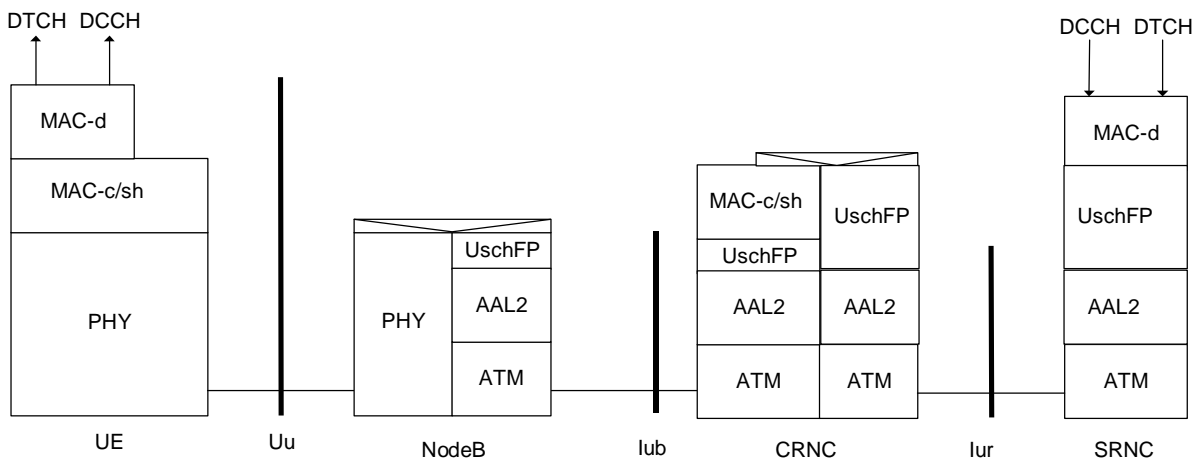 DTCH DCCH
DCCH DTCH
MAC-d
MAC-d
MAC-c/sh
MAC-c/sh
UschFP
UschFP
UschFP
UschFP
PHY
PHY
AAL2
AAL2
AAL2
AAL2
ATM
ATM
ATM
ATM
UE
Uu
NodeB
Iub
CRNC
Iur
SRNC